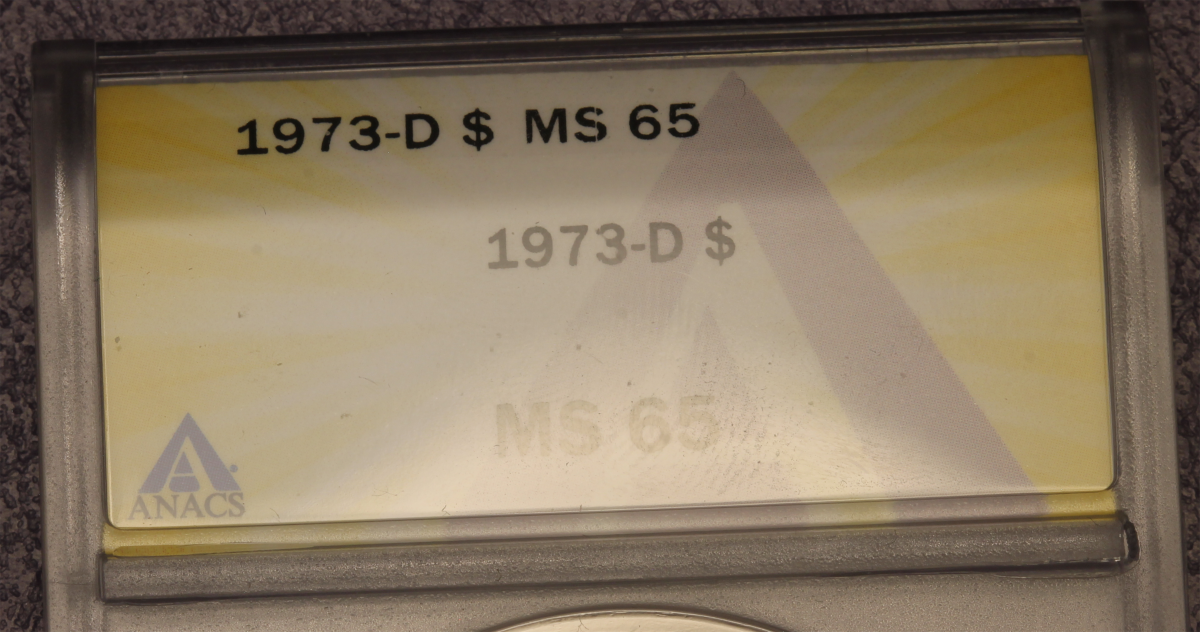 1973-D $ MS 65
1973-D $
MS 65
ANACS